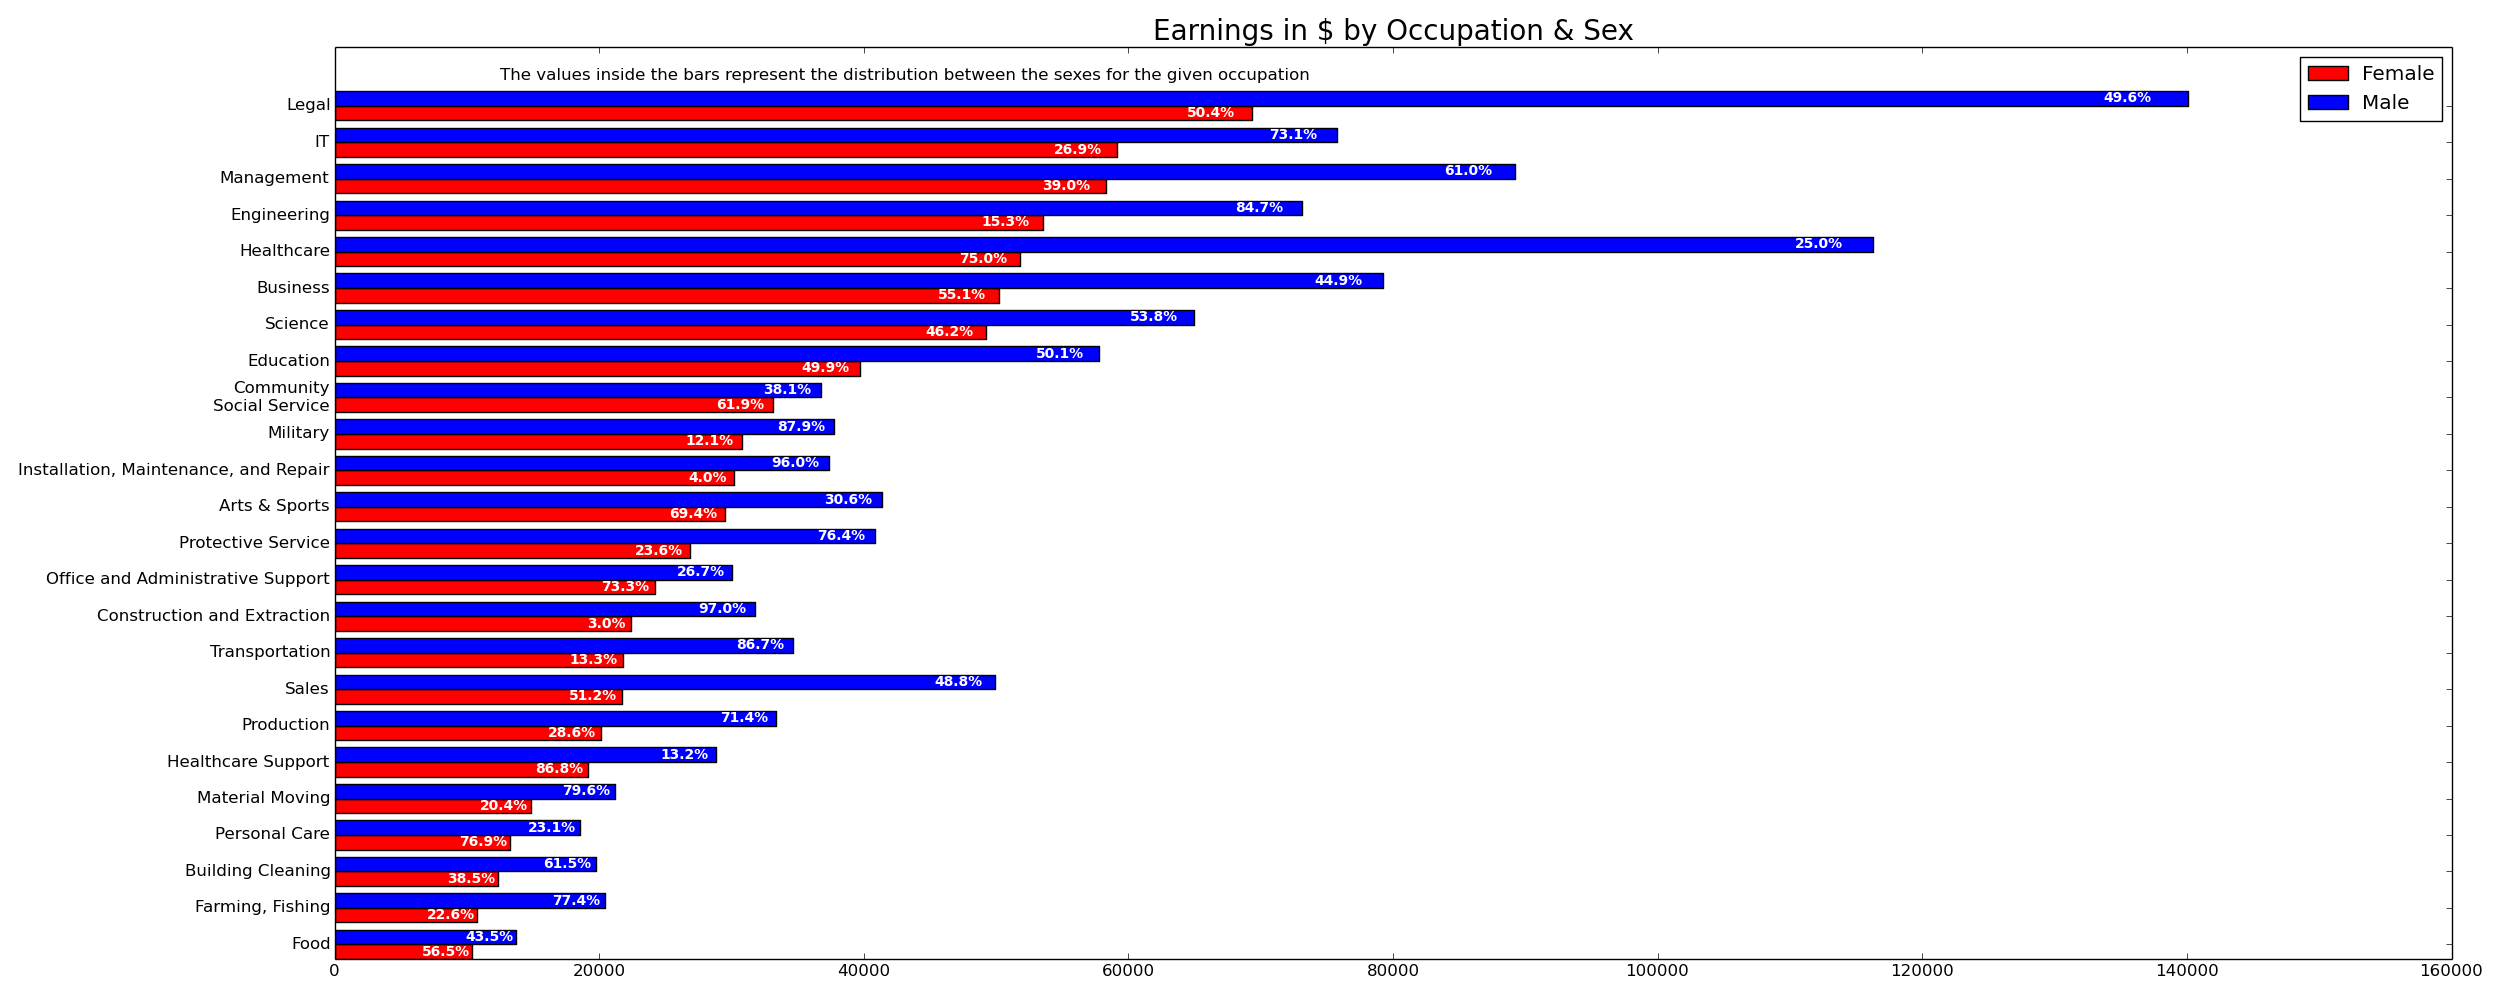 Earnings in $ by Occupation & Sex
The values inside the bars represent the distribution between the sexes for the given occupation
Female
Male
Legal
49.6%
50.4%
IT
73.1%
26.9%
Management
61.0%
39.0%
Engineering
84.7%
15.3%
Healthcare
25.0%
75.0%
Business
44.9%
55.1%
Science
53.8%
46.2%
Education
50.1%
49.9%
Community
Social Service
38.1%
61.9%
Military
87.9%
12.1%
Installation, Maintenance, and Repair
96.0%
4.0%
Arts & Sports
30.6%
69.4%
Protective Service
76.4%
23.6%
Office and Administrative Support
26.7%
73.3%
Construction and Extraction
97.0%
3.0%
Transportation
86.7%
13.3%
Sales
48.8%
51.2%
Production
71.4%
28.6%
Healthcare Support
13.2%
86.8%
Material Moving
79.6%
20.4%
Personal Care
23.1%
76.9%
Building Cleaning
61.5%
38.5%
Farming, Fishing
77.4%
22.6%
Food
43.5%
56.5%
0 20000 40000 60000 80000 100000 120000 140000 160000